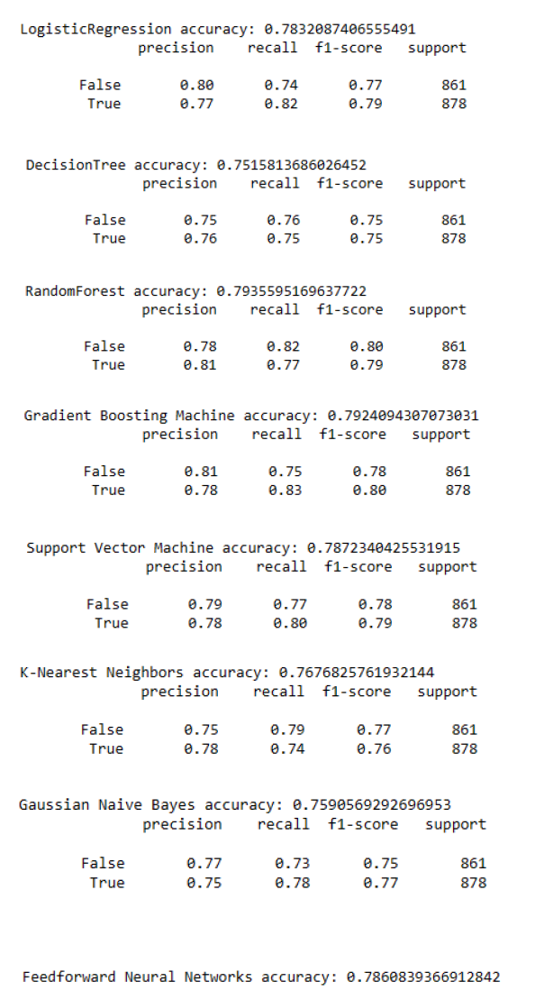 LogisticRegression accuracy: 0.7832087406555491
precision recall f1-score support
False 0.80 0.74 0.77 861
True 0.77 0.82 0.79 878
DecisionTree accuracy: 0.7515813686026452
precision recall f1-score support
False 0.75 0.76 0.75 861
True 0.76 0.75 0.75 878
RandomForest accuracy: 0.7935595169637722
precision recall f1-score support
False 0.78 0.82 0.80 861
True 0.81 0.77 0.79 878
Gradient Boosting Machine accuracy: 0.7924094307073031
precision recall f1-score support
False 0.81 0.75 0.78 861
True 0.78 0.83 0.80 878
Support Vector Machine accuracy: 0.7872340425531915
precision recall f1-score support
False 0.79 0.77 0.78 861
True 0.78 0.80 0.79 878
K-Nearest Neighbors accuracy: 0.7676825761932144
precision recall f1-score support
False 0.75 0.79 0.77 861
True 0.78 0.74 0.76 878
Gaussian Naive Bayes accuracy: 0.7590569292696953
precision recall f1-score support
False 0.77 0.73 0.75 861
True 0.75 0.78 0.77 878
Feedforward Neural Networks accuracy: 0.7860839366912842